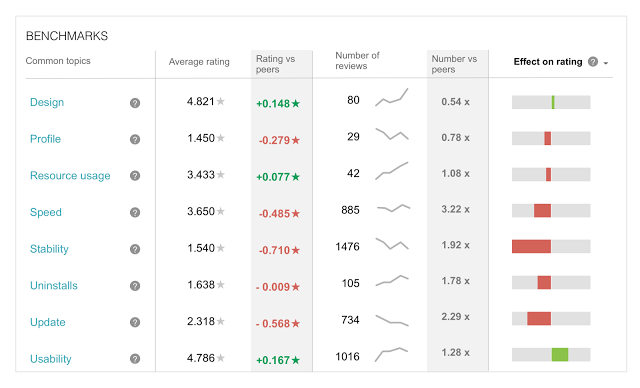 BENCHMARKS
Common topics Average rating Rating vs peers Number of reviews Number vs peers Effect on rating ?
Design ? 4.821★ +0.148★ 80 0.54 x
Profile ? 1.450★ -0.279★ 29 0.78 x
Resource usage ? 3.433★ +0.077★ 42 1.08 x
Speed ? 3.650★ -0.485★ 885 3.22 x
Stability ? 1.540★ -0.710★ 1476 1.92 x
Uninstalls ? 1.638★ - 0.009★ 105 1.78 x
Update ? 2.318★ - 0.568★ 734 2.29 x
Usability ? 4.786★ +0.167★ 1016 1.28 x